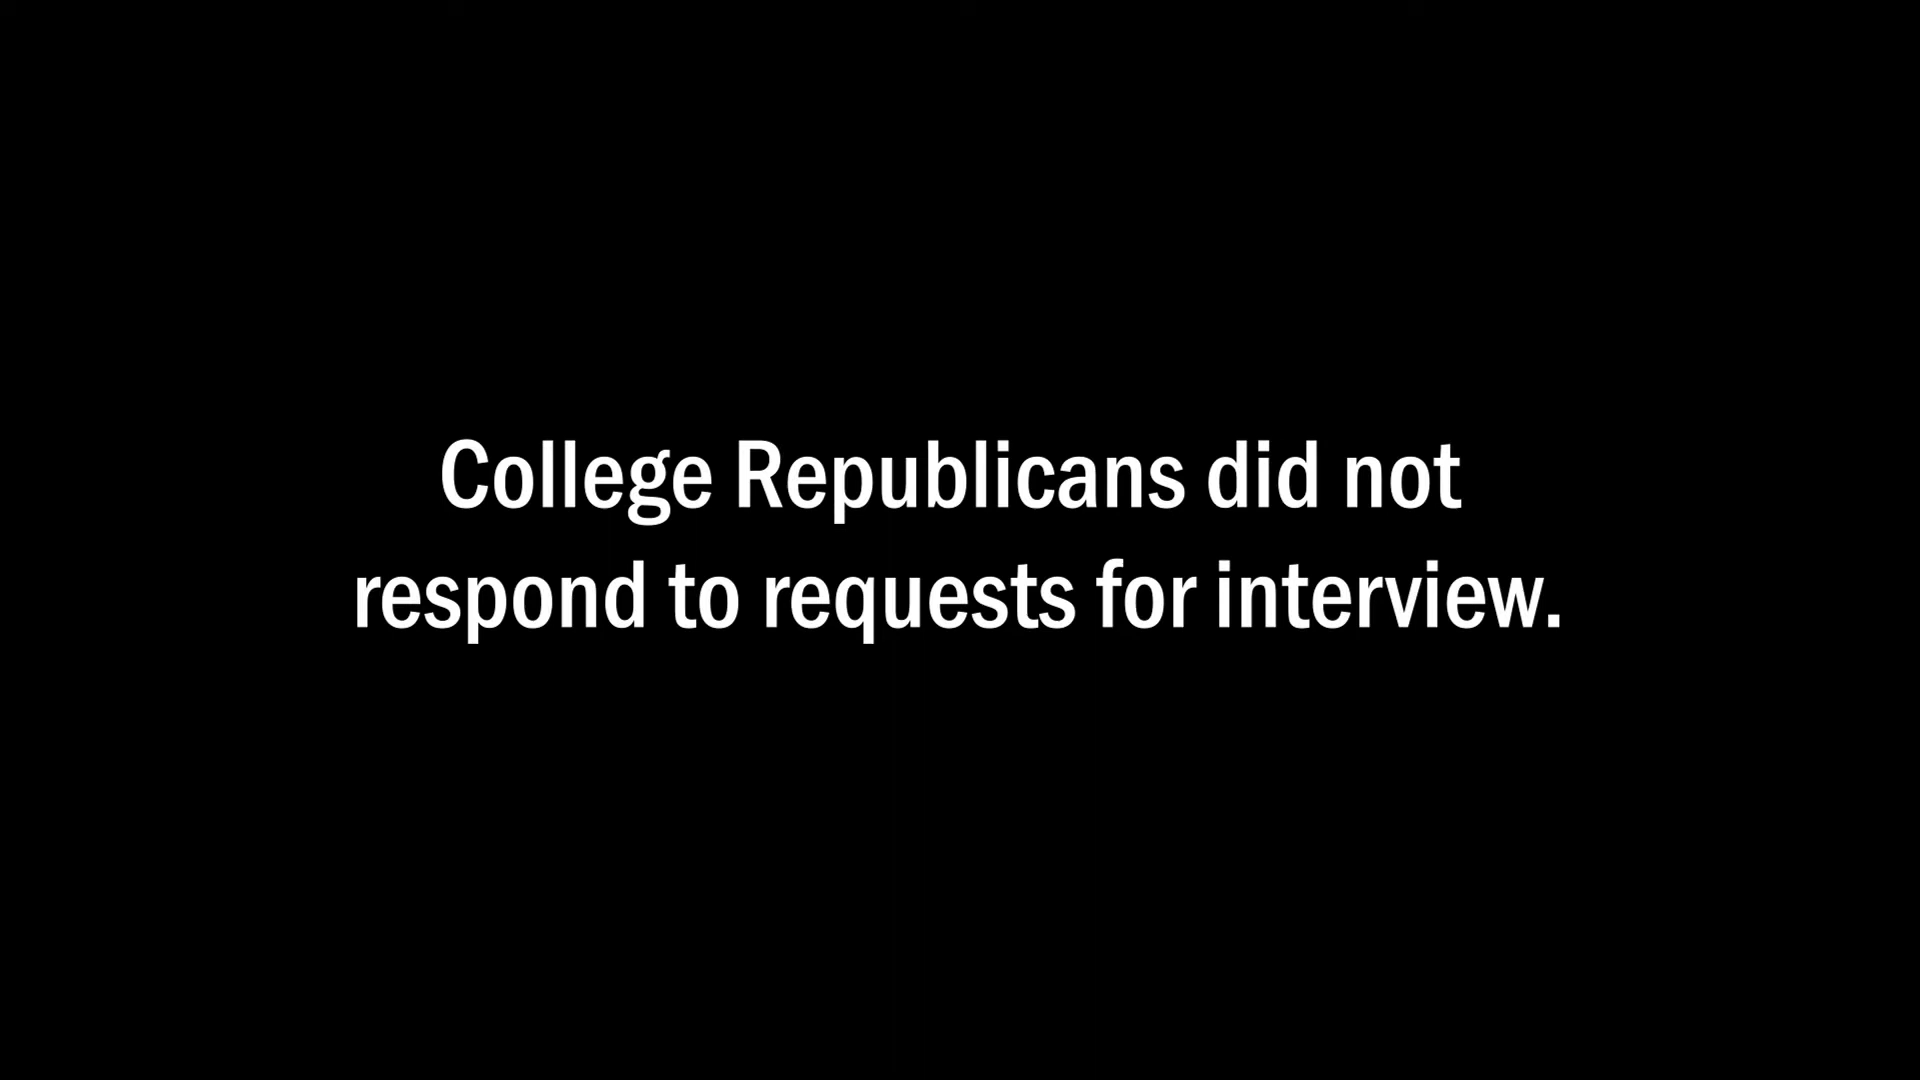 College Republicans did not
respond to requests for interview.